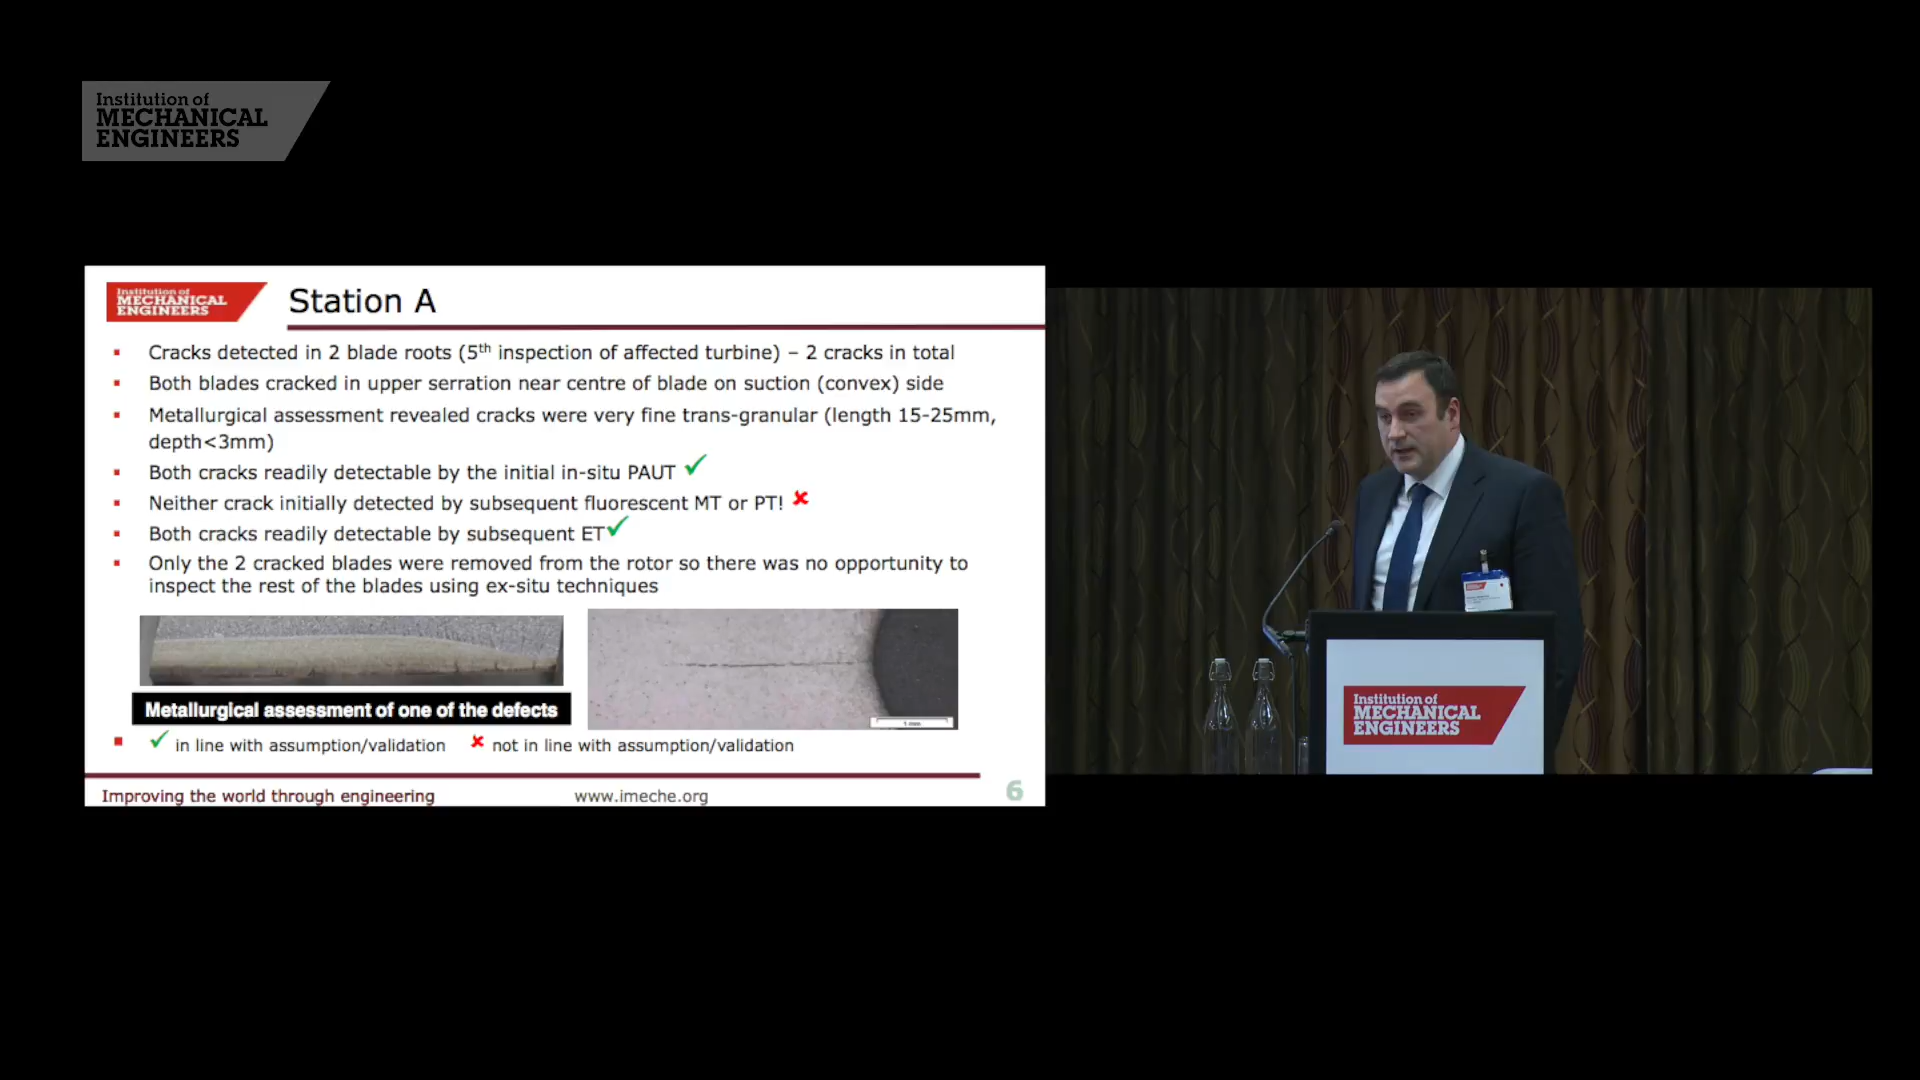 Institution of
MECHANICAL
ENGINEERS
Institution of
MECHANICAL
ENGINEERS
Station A
Cracks detected in 2 blade roots (5th inspection of affected turbine) – 2 cracks in total
Both blades cracked in upper serration near centre of blade on suction (convex) side
Metallurgical assessment revealed cracks were very fine trans-granular (length 15-25mm,
depth<3mm)
Both cracks readily detectable by the initial in-situ PAUT ✓
Neither crack initially detected by subsequent fluorescent MT or PT! ✘
Both cracks readily detectable by subsequent ET ✓
Only the 2 cracked blades were removed from the rotor so there was no opportunity to
inspect the rest of the blades using ex-situ techniques
1 mm
Metallurgical assessment of one of the defects
✓ in line with assumption/validation ✘ not in line with assumption/validation
Improving the world through engineering www.imeche.org 6
Institution of
MECHANICAL
ENGINEERS